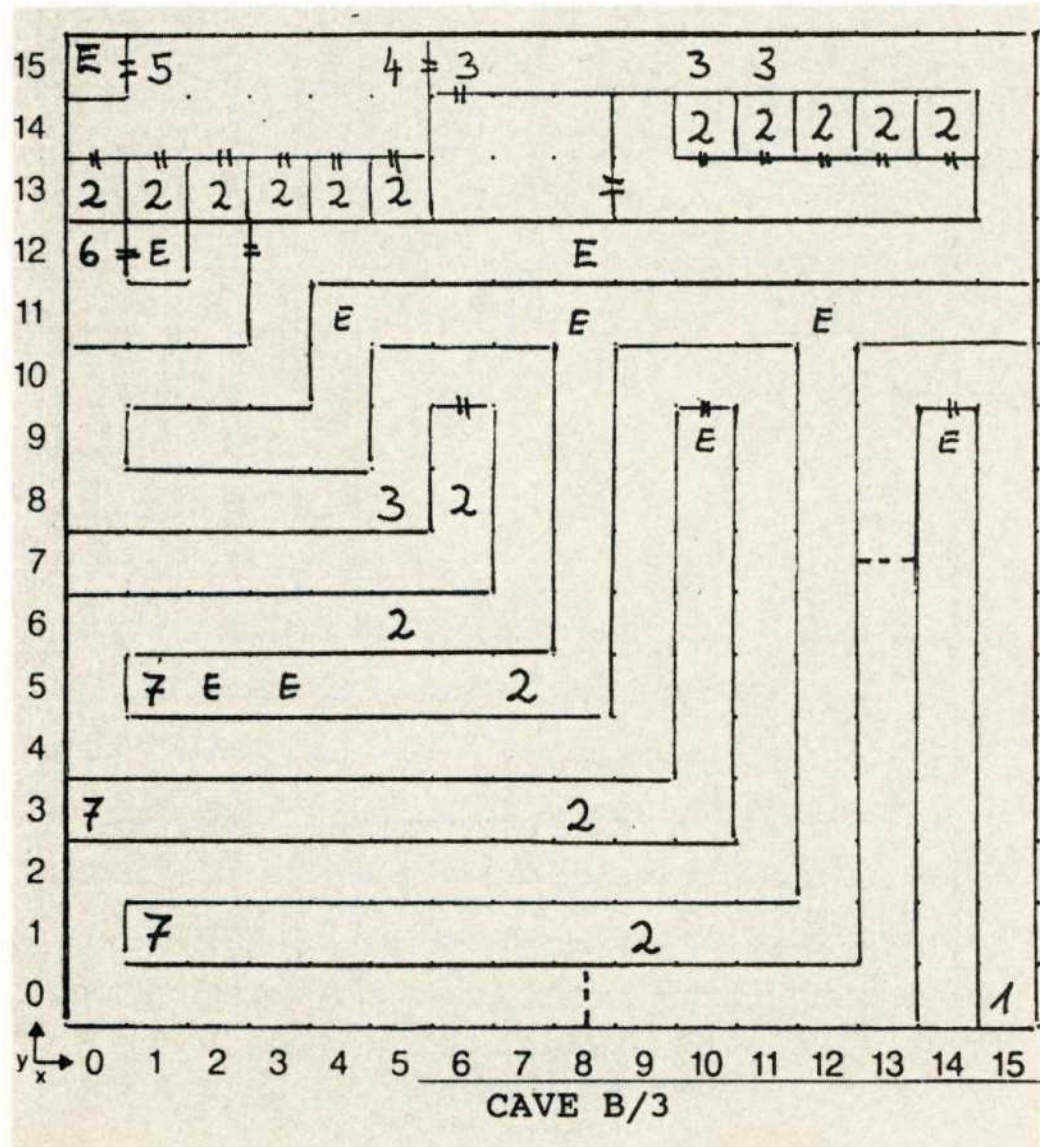 15 E 5 4 3 3 3
14 2 2 2 2 2
13 2 2 2 2 2 2
12 6 E E
11 E E E
10
9 E E
8 3 2
7
6 2
5 7 E E 2
4
3 7 2
2
1 7 2
0 1
y x 0 1 2 3 4 5 6 7 8 9 10 11 12 13 14 15
CAVE B/3